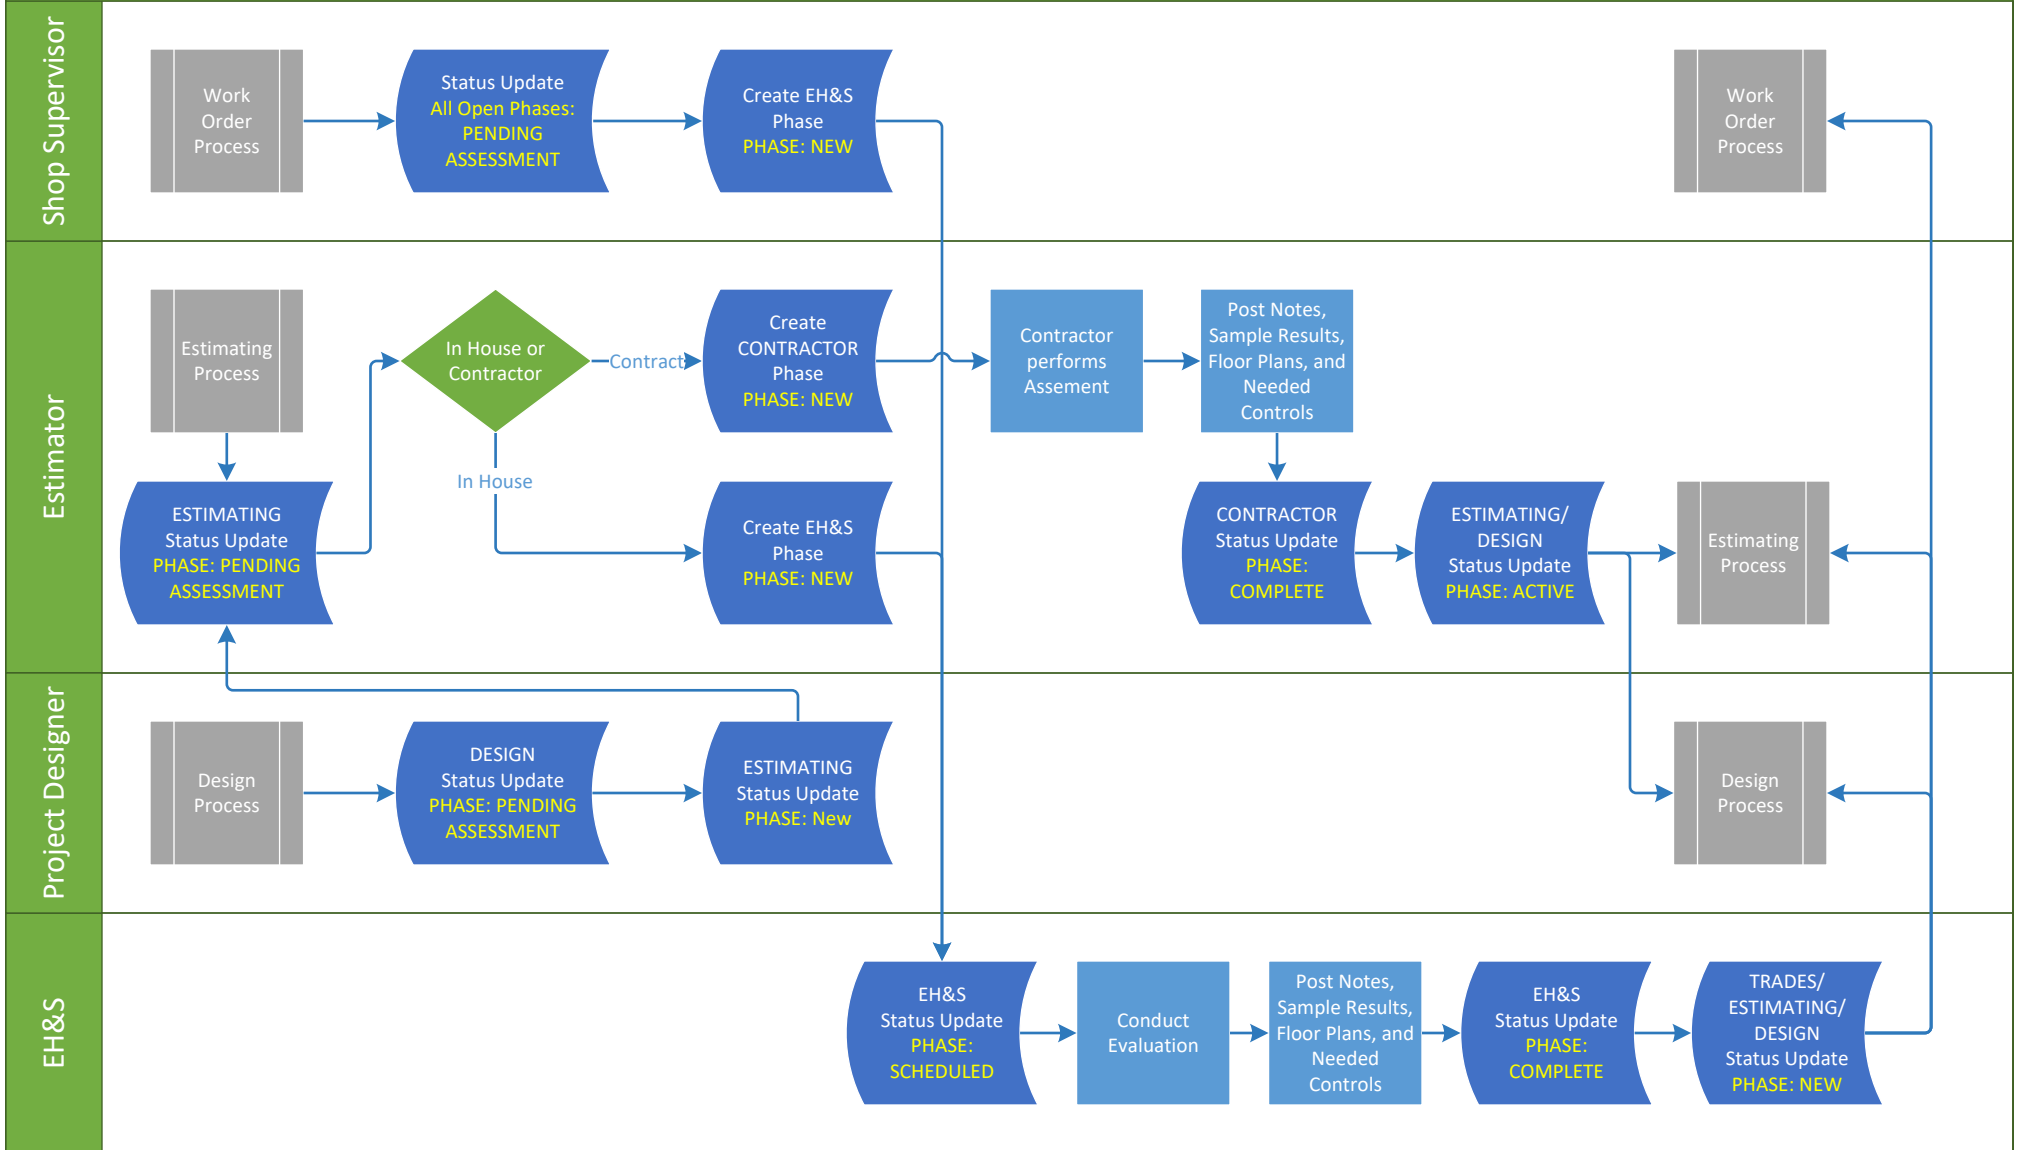 Shop Supervisor
Work
Order
Process
Status Update
All Open Phases:
PENDING
ASSESSMENT
Create EH&S
Phase
PHASE: NEW
Work
Order
Process
Estimator
Estimating
Process
In House or
Contractor
Contract
In House
Create
CONTRACTOR
Phase
PHASE: NEW
Contractor
performs
Assement
Post Notes,
Sample Results,
Floor Plans, and
Needed
Controls
ESTIMATING
Status Update
PHASE: PENDING
ASSESSMENT
Create EH&S
Phase
PHASE: NEW
CONTRACTOR
Status Update
PHASE:
COMPLETE
ESTIMATING/
DESIGN
Status Update
PHASE: ACTIVE
Estimating
Process
Project Designer
Design
Process
DESIGN
Status Update
PHASE: PENDING
ASSESSMENT
ESTIMATING
Status Update
PHASE: New
Design
Process
EH&S
EH&S
Status Update
PHASE:
SCHEDULED
Conduct
Evaluation
Post Notes,
Sample Results,
Floor Plans, and
Needed
Controls
EH&S
Status Update
PHASE:
COMPLETE
TRADES/
ESTIMATING/
DESIGN
Status Update
PHASE: NEW